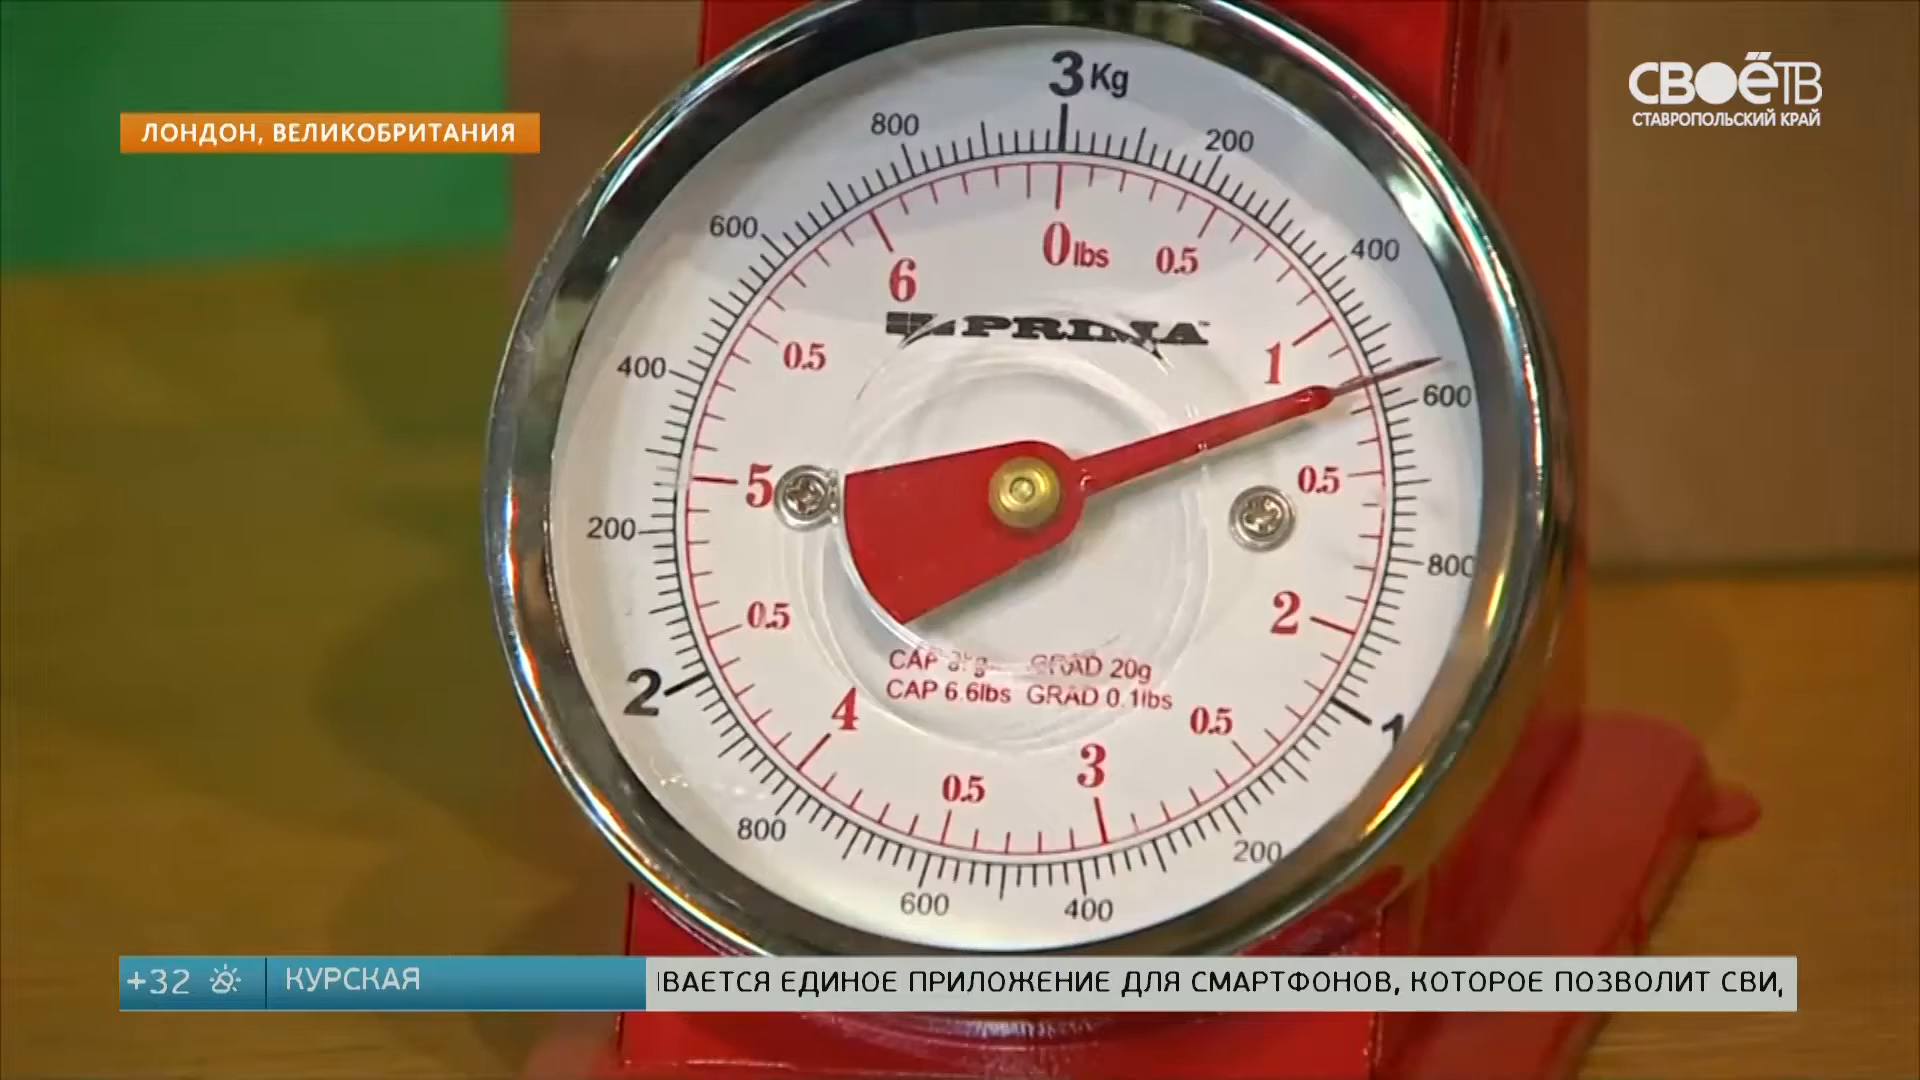 СВОЁТВ
СТАВРОПОЛЬСКИЙ КРАЙ
ЛОНДОН, ВЕЛИКОБРИТАНИЯ
3 Kg
800
200
600
400
0 lbs
0.5
6
PRIMA
1
0.5
400
600
5
0.5
200
800
2
0.5
2
CAP 3kg GRAD 20g
CAP 6.6lbs GRAD 0.1lbs
4
0.5
1
3
0.5
800
200
600
400
+32 КУРСКАЯ
ВАЕТСЯ ЕДИНОЕ ПРИЛОЖЕНИЕ ДЛЯ СМАРТФОНОВ, КОТОРОЕ ПОЗВОЛИТ СВИ,